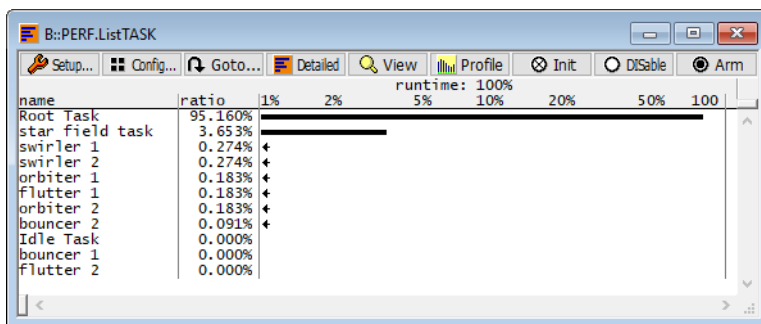 B::PERF.ListTASK
Setup... Config... Goto... Detailed View Profile Init DISable Arm
runtime: 100%
name ratio 1% 2% 5% 10% 20% 50% 100
Root Task 95.160%
star field task 3.653%
swirler 1 0.274%
swirler 2 0.274%
orbiter 1 0.183%
flutter 1 0.183%
orbiter 2 0.183%
bouncer 2 0.091%
Idle Task 0.000%
bouncer 1 0.000%
flutter 2 0.000%